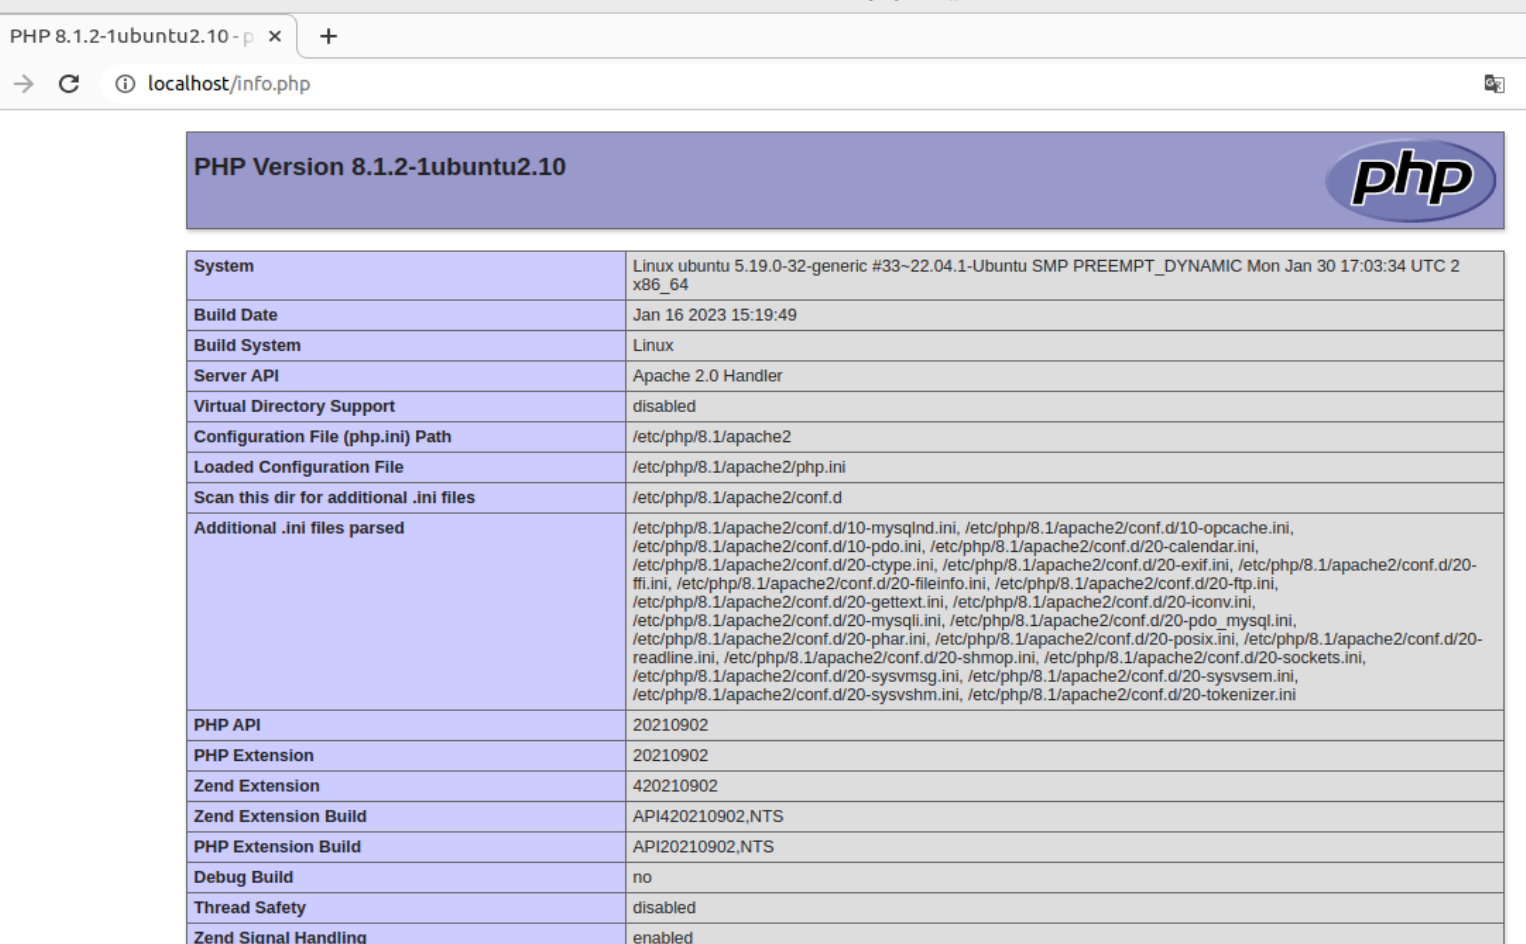 PHP 8.1.2-1ubuntu2.10 - p
localhost/info.php
PHP Version 8.1.2-1ubuntu2.10
php
System
Linux ubuntu 5.19.0-32-generic #33~22.04.1-Ubuntu SMP PREEMPT_DYNAMIC Mon Jan 30 17:03:34 UTC 2
x86_64
Build Date
Jan 16 2023 15:19:49
Build System
Linux
Server API
Apache 2.0 Handler
Virtual Directory Support
disabled
Configuration File (php.ini) Path
/etc/php/8.1/apache2
Loaded Configuration File
/etc/php/8.1/apache2/php.ini
Scan this dir for additional .ini files
/etc/php/8.1/apache2/conf.d
Additional .ini files parsed
/etc/php/8.1/apache2/conf.d/10-mysqlnd.ini, /etc/php/8.1/apache2/conf.d/10-opcache.ini,
/etc/php/8.1/apache2/conf.d/10-pdo.ini, /etc/php/8.1/apache2/conf.d/20-calendar.ini,
/etc/php/8.1/apache2/conf.d/20-ctype.ini, /etc/php/8.1/apache2/conf.d/20-exif.ini, /etc/php/8.1/apache2/conf.d/20-
ffi.ini, /etc/php/8.1/apache2/conf.d/20-fileinfo.ini, /etc/php/8.1/apache2/conf.d/20-ftp.ini,
/etc/php/8.1/apache2/conf.d/20-gettext.ini, /etc/php/8.1/apache2/conf.d/20-iconv.ini,
/etc/php/8.1/apache2/conf.d/20-mysqli.ini, /etc/php/8.1/apache2/conf.d/20-pdo_mysql.ini,
/etc/php/8.1/apache2/conf.d/20-phar.ini, /etc/php/8.1/apache2/conf.d/20-posix.ini, /etc/php/8.1/apache2/conf.d/20-
readline.ini, /etc/php/8.1/apache2/conf.d/20-shmop.ini, /etc/php/8.1/apache2/conf.d/20-sockets.ini,
/etc/php/8.1/apache2/conf.d/20-sysvmsg.ini, /etc/php/8.1/apache2/conf.d/20-sysvsem.ini,
/etc/php/8.1/apache2/conf.d/20-sysvshm.ini, /etc/php/8.1/apache2/conf.d/20-tokenizer.ini
PHP API
20210902
PHP Extension
20210902
Zend Extension
420210902
Zend Extension Build
API420210902,NTS
PHP Extension Build
API20210902,NTS
Debug Build
no
Thread Safety
disabled
Zend Signal Handling
enabled